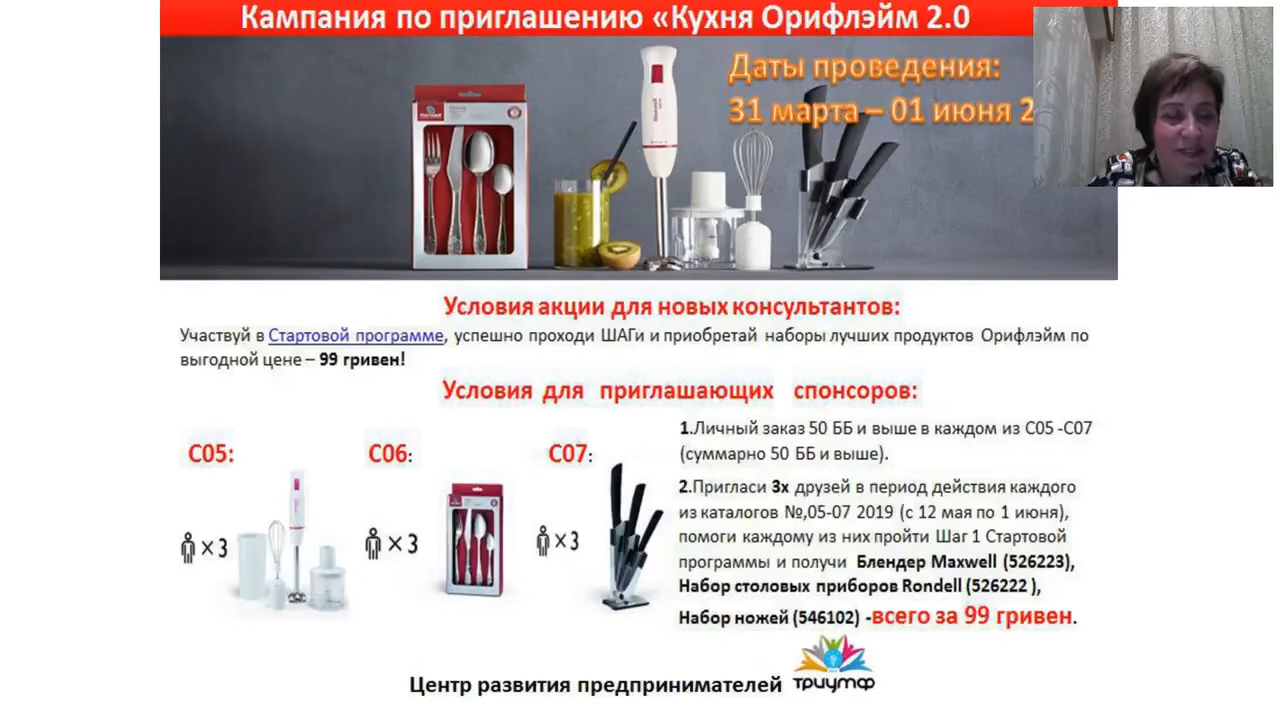 Кампания по приглашению «Кухня Орифлэйм 2.0
Даты проведения:
31 марта – 01 июня 2
Условия акции для новых консультантов:
Участвуй в Стартовой программе, успешно проходи ШАГи и приобретай наборы лучших продуктов Орифлэйм по
выгодной цене – 99 гривен!
Условия для приглашающих спонсоров:
С05:
С06:
С07:
×3
×3
×3
1.Личный заказ 50 ББ и выше в каждом из С05 -С07
(суммарно 50 ББ и выше).
2.Пригласи 3х друзей в период действия каждого
из каталогов №,05-07 2019 (с 12 мая по 1 июня),
помоги каждому из них пройти Шаг 1 Стартовой
программы и получи Блендер Maxwell (526223),
Набор столовых приборов Rondell (526222 ),
Набор ножей (546102) -всего за 99 гривен.
Центр развития предпринимателей
триумф